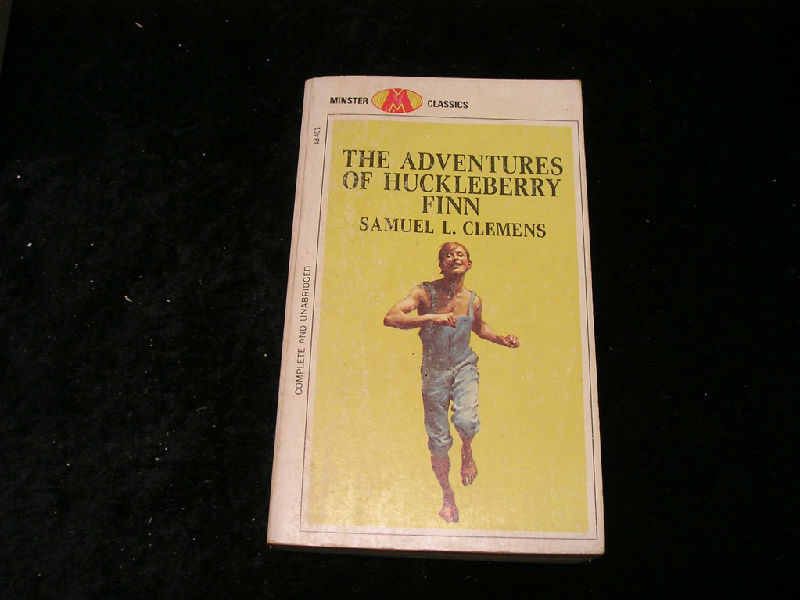 MINSTER M CLASSICS
THE ADVENTURES
OF HUCKLEBERRY
FINN
SAMUEL L. CLEMENS
COMPLETE AND UNABRIDGED